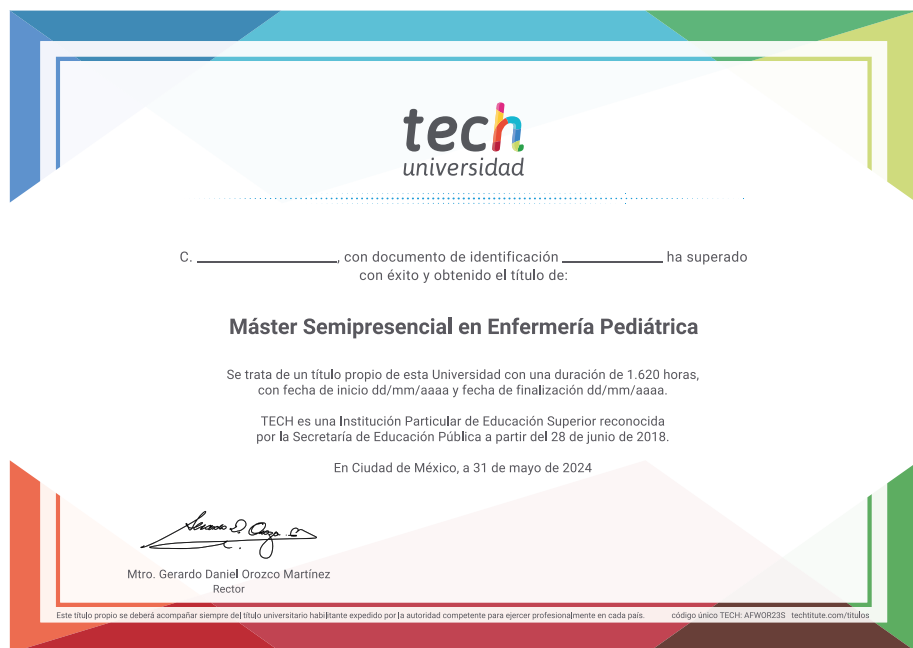 tech
universidad
C. ____________________, con documento de identificación ______________ ha superado
con éxito y obtenido el título de:
Máster Semipresencial en Enfermería Pediátrica
Se trata de un título propio de esta Universidad con una duración de 1.620 horas,
con fecha de inicio dd/mm/aaaa y fecha de finalización dd/mm/aaaa.
TECH es una Institución Particular de Educación Superior reconocida
por la Secretaría de Educación Pública a partir del 28 de junio de 2018.
En Ciudad de México, a 31 de mayo de 2024
Mtro. Gerardo Daniel Orozco Martínez
Rector
Este título propio se deberá acompañar siempre del título universitario habilitante expedido por la autoridad competente para ejercer profesionalmente en cada país. código único TECH: AFWOR23S techtitute.com/titulos